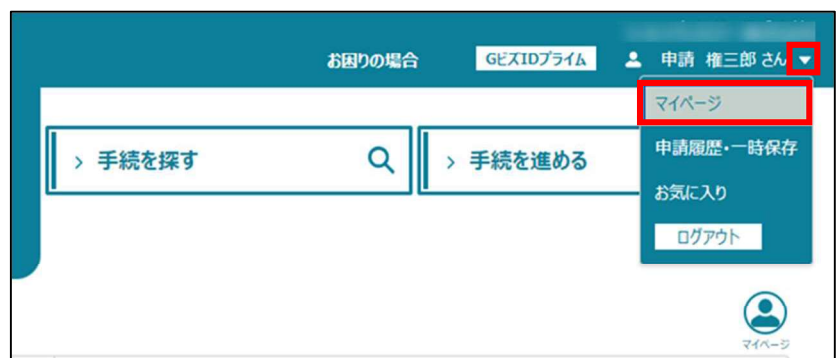 お困りの場合 GビズIDプライム 申請 権三郎 さん ▼
マイページ
> 手続を探す
> 手続を進める
申請履歴・一時保存
お気に入り
ログアウト
マイページ